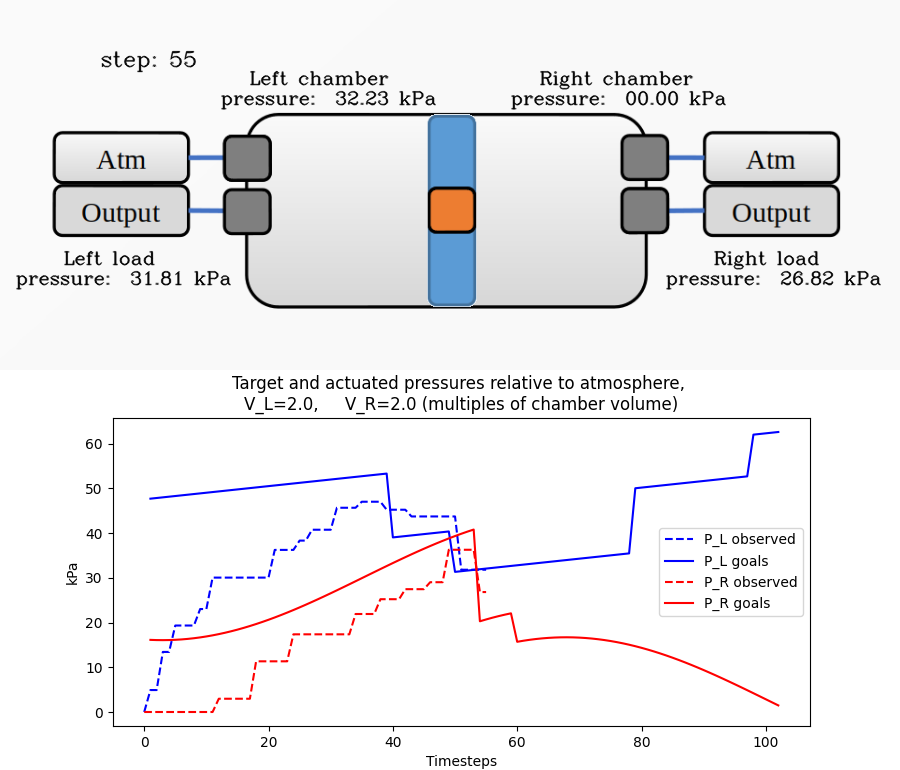 step: 55
Left chamber
pressure: 32.23 kPa
Right chamber
pressure: 00.00 kPa
Atm
Output
Atm
Output
Left load
pressure: 31.81 kPa
Right load
pressure: 26.82 kPa
Target and actuated pressures relative to atmosphere,
V_L=2.0, V_R=2.0 (multiples of chamber volume)
kPa
60
50
40
30
20
10
0
P_L observed
P_L goals
P_R observed
P_R goals
0 20 40 60 80 100
Timesteps